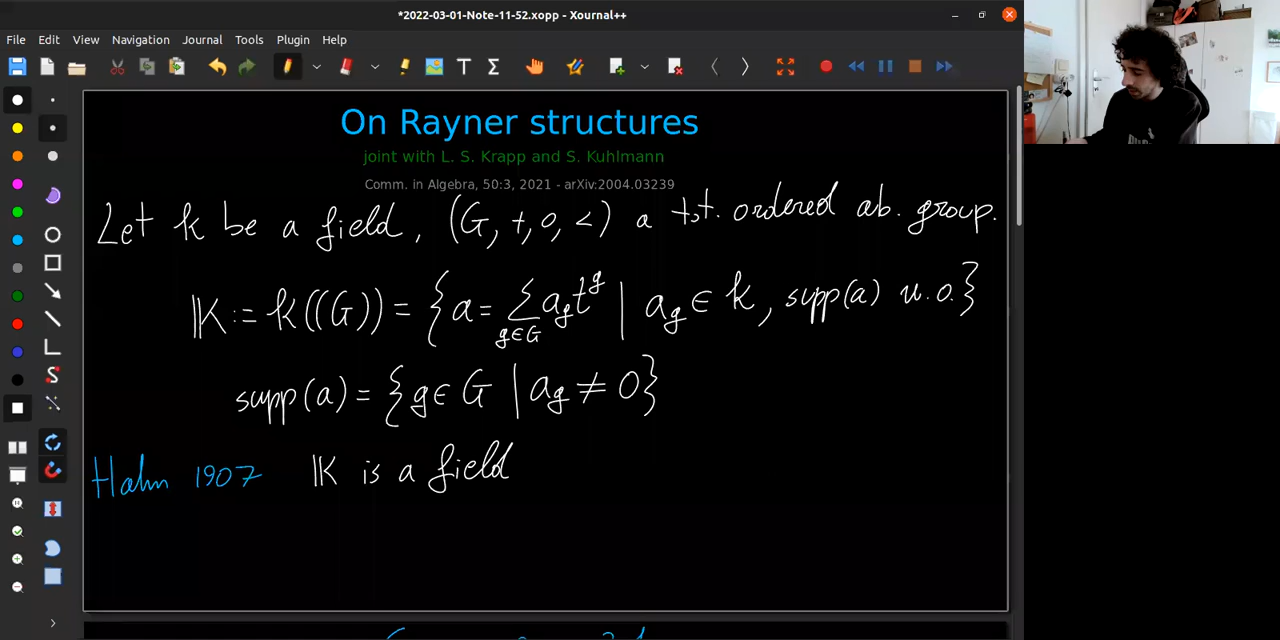 *2022-03-01-Note-11-52.xopp - Xournal++
File Edit View Navigation Journal Tools Plugin Help
On Rayner structures
joint with L. S. Krapp and S. Kuhlmann
Comm. in Algebra, 50:3, 2021 - arXiv:2004.03239
Let k be a field, (G, +, 0, <) a tot. ordered ab. group.
𝕂 := k((G)) = { a = ∑_{g∈G} a_g t^g | a_g ∈ k, supp(a) w.o. }
supp(a) = { g ∈ G | a_g ≠ 0 }
Hahn 1907 𝕂 is a field